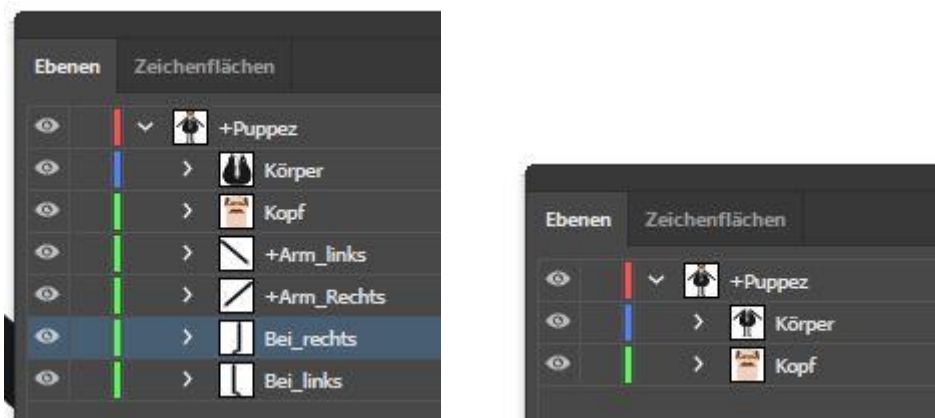 Ebenen Zeichenflächen
+Puppez
Körper
Kopf
+Arm_links
+Arm_Rechts
Bei_rechts
Bei_links
Ebenen Zeichenflächen
+Puppez
Körper
Kopf